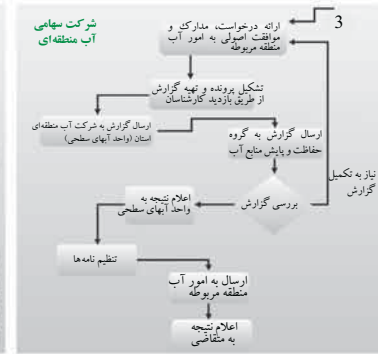 شرکت سهامی
آب منطقه‌ای
3
ارائه درخواست، مدارک و
موافقت اصولی به امور آب
منطقه مربوطه
تشکیل پرونده و تهیه گزارش
از طریق بازدید کارشناسان
ارسال گزارش به شرکت آب منطقه‌ای
استان (واحد آبهای سطحی)
ارسال گزارش به گروه
حفاظت و پایش منابع آب
نیاز به تکمیل
گزارش
بررسی گزارش
اعلام نتیجه به
واحد آبهای سطحی
تنظیم نامه‌ها
ارسال به امور آب
منطقه مربوطه
اعلام نتیجه
به متقاضی